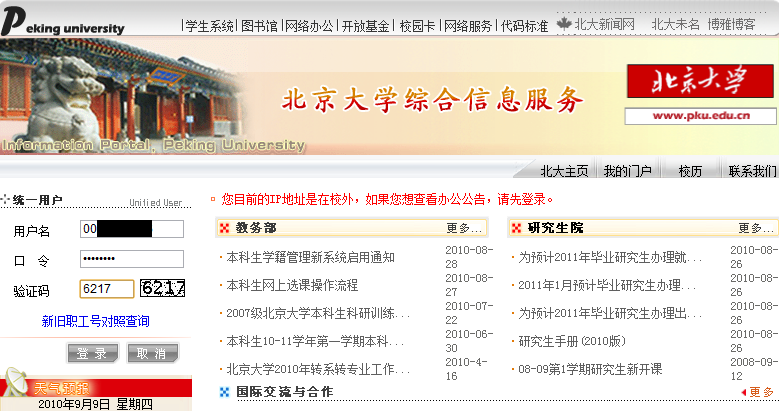 Peking university
学生系统 图书馆 网络办公 开放基金 校园卡 网络服务 代码标准 北大新闻网 北大未名 博雅博客
北京大学综合信息服务
北京大学
www.pku.edu.cn
Information Portal, Peking University
北大主页 我的门户 校历 联系我们
统一用户 Unified User
用户名 00
口 令 ••••••••
验证码 6217 6217
新旧职工号对照查询
登 录 取 消
天气预报
2010年9月9日 星期四
您目前的IP地址是在校外，如果您想查看办公公告，请先登录。
教务部 更多...
本科生学籍管理新系统启用通知 2010-08-28
本科生网上选课操作流程 2010-08-27
2007级北京大学本科生科研训练... 2010-07-22
本科生10-11学年第一学期本科... 2010-06-30
北京大学2010年转系转专业工作... 2010-4-16
研究生院 更多...
为预计2011年毕业研究生办理就... 2010-08-26
2011年1月预计毕业研究生办理... 2010-08-26
为预计2011年毕业研究生办理出... 2010-08-26
研究生手册(2010版) 2010-08-26
08-09第1学期研究生新开课 2008-09-12
国际交流与合作 更多